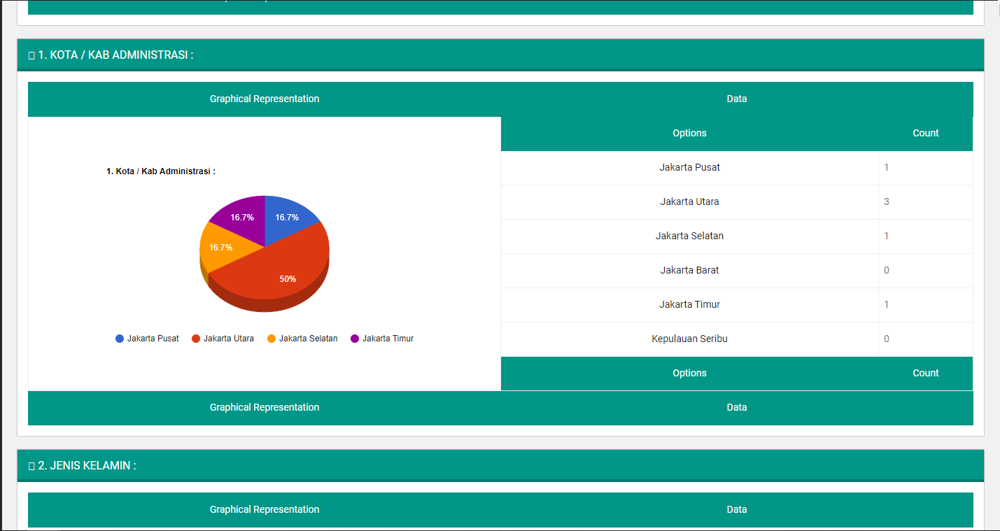 1. KOTA / KAB ADMINISTRASI :
Graphical Representation Data
Options Count
1. Kota / Kab Administrasi :
16.7% 16.7%
16.7%
50%
Jakarta Pusat Jakarta Utara Jakarta Selatan Jakarta Timur
Jakarta Pusat 1
Jakarta Utara 3
Jakarta Selatan 1
Jakarta Barat 0
Jakarta Timur 1
Kepulauan Seribu 0
Options Count
Graphical Representation Data
2. JENIS KELAMIN :
Graphical Representation Data